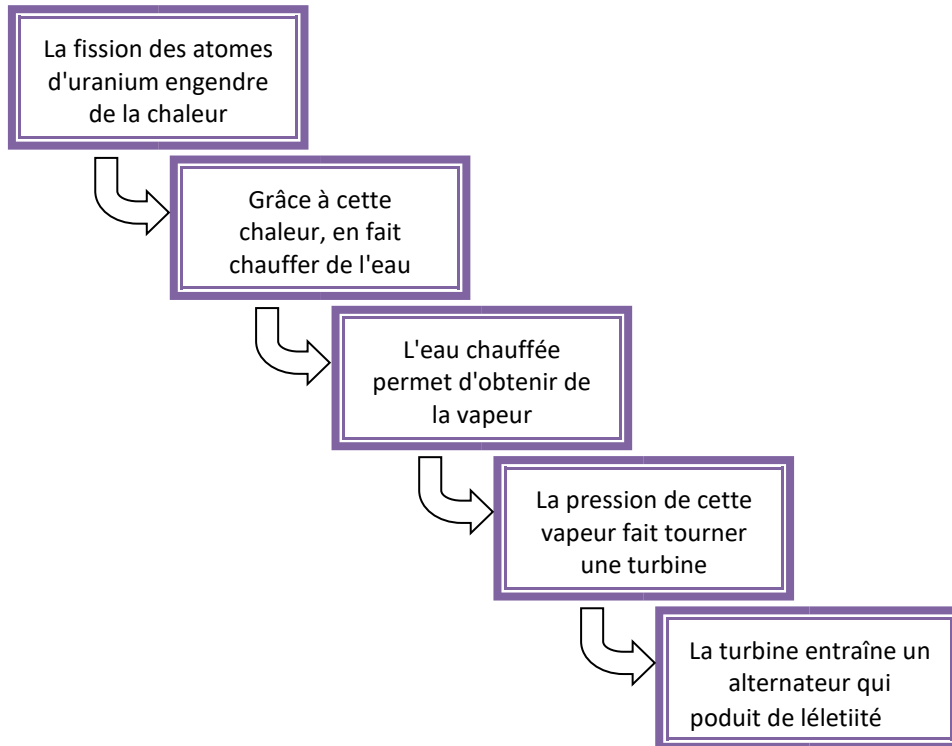 La fission des atomes
d'uranium engendre
de la chaleur
Grâce à cette
chaleur, en fait
chauffer de l'eau
L'eau chauffée
permet d'obtenir de
la vapeur
La pression de cette
vapeur fait tourner
une turbine
La turbine entraîne un
alternateur qui
poduit de léletiité